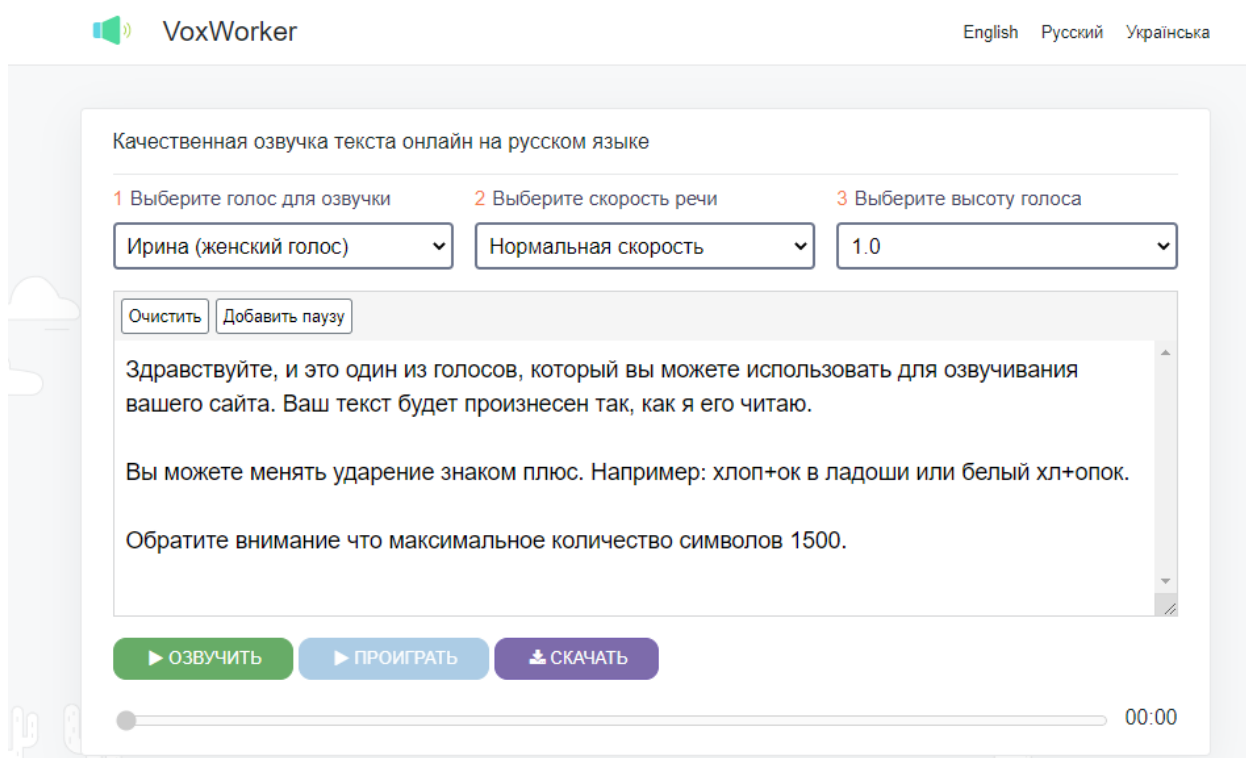 VoxWorker
English Русский Українська
Качественная озвучка текста онлайн на русском языке
1 Выберите голос для озвучки 2 Выберите скорость речи 3 Выберите высоту голоса
Ирина (женский голос) Нормальная скорость 1.0
Очистить Добавить паузу
Здравствуйте, и это один из голосов, который вы можете использовать для озвучивания
вашего сайта. Ваш текст будет произнесен так, как я его читаю.
Вы можете менять ударение знаком плюс. Например: хлоп+ок в ладоши или белый хл+опок.
Обратите внимание что максимальное количество символов 1500.
ОЗВУЧИТЬ ПРОИГРАТЬ СКАЧАТЬ
00:00